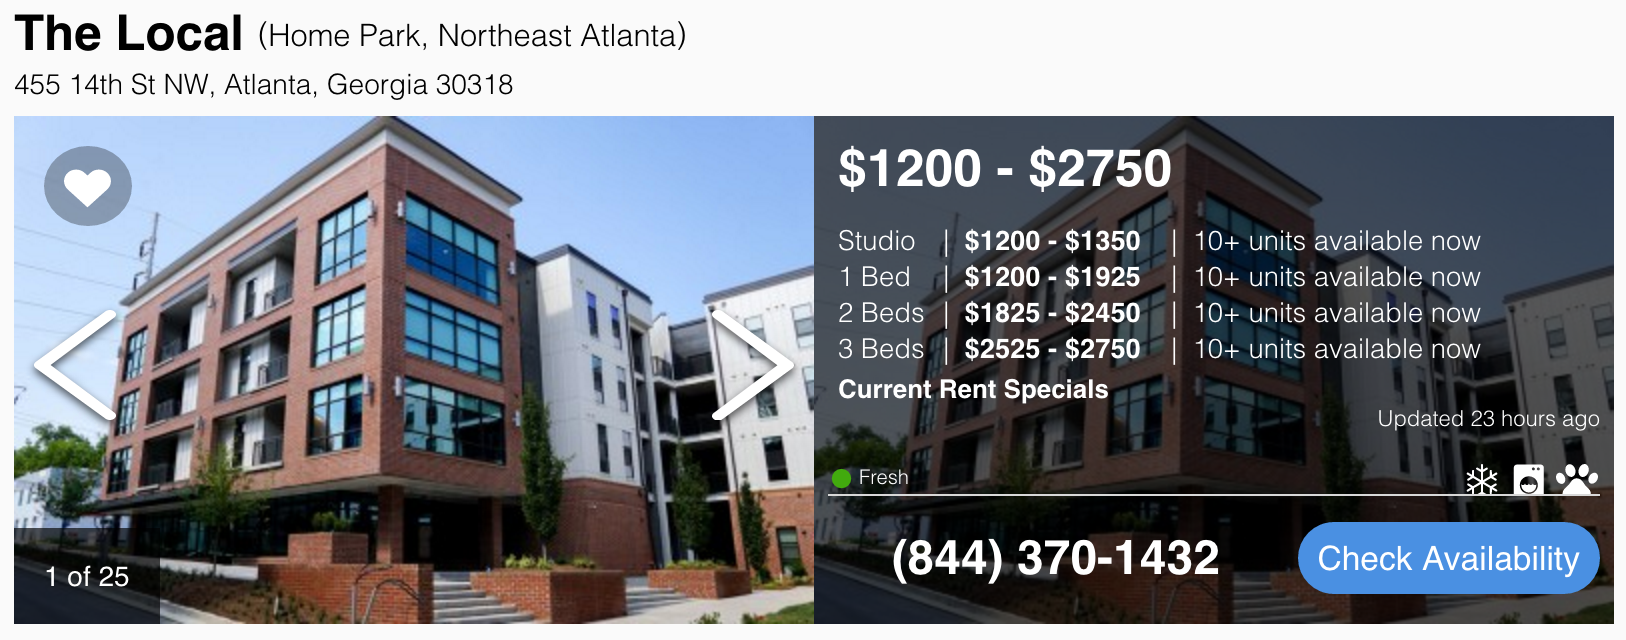 The Local (Home Park, Northeast Atlanta)
455 14th St NW, Atlanta, Georgia 30318
1 of 25
$1200 - $2750
Studio | $1200 - $1350 | 10+ units available now
1 Bed | $1200 - $1925 | 10+ units available now
2 Beds | $1825 - $2450 | 10+ units available now
3 Beds | $2525 - $2750 | 10+ units available now
Current Rent Specials
Updated 23 hours ago
Fresh
(844) 370-1432
Check Availability